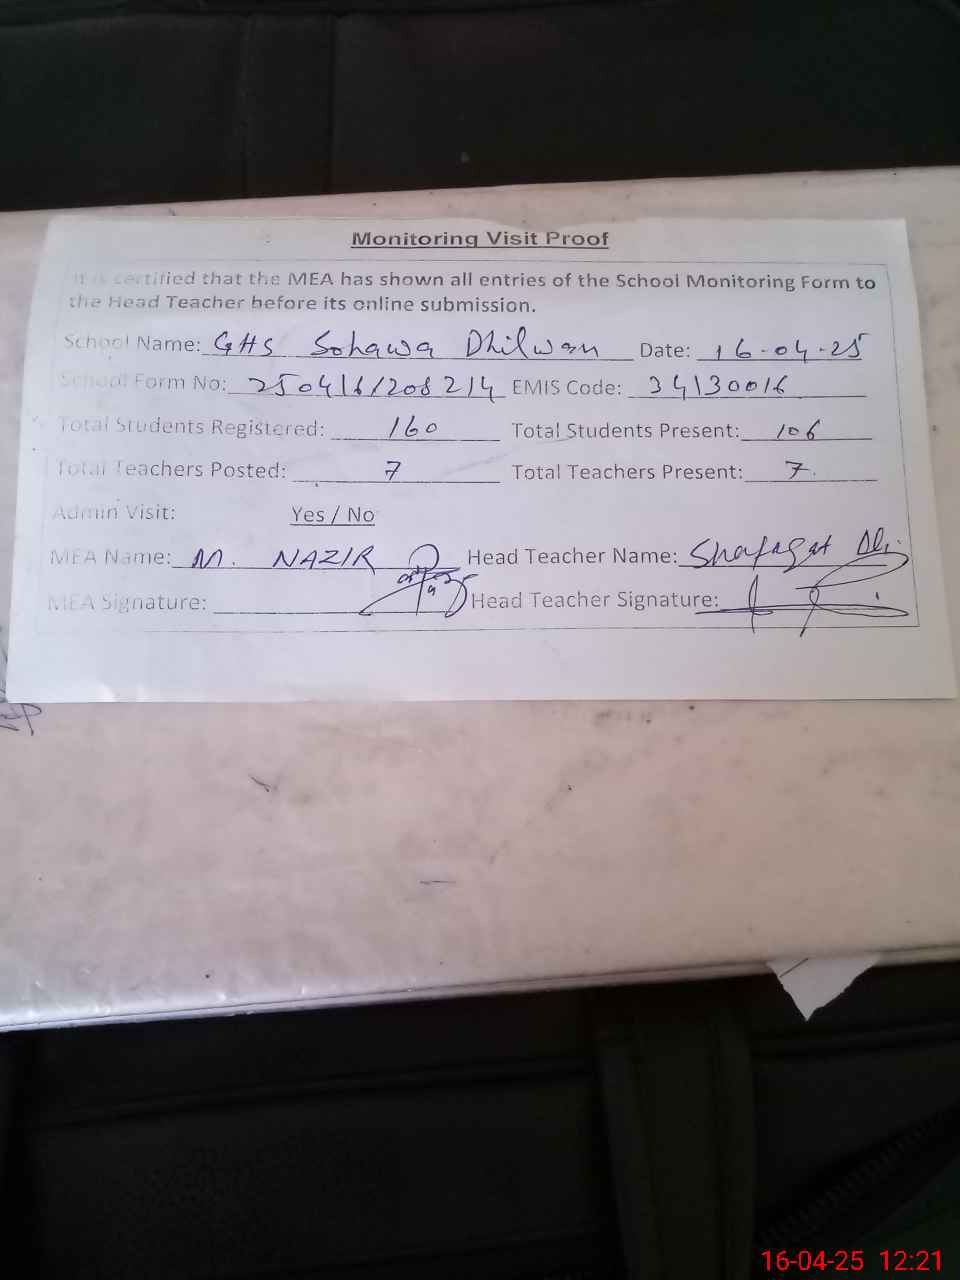 Monitoring Visit Proof
It is certified that the MEA has shown all entries of the School Monitoring Form to
the Head Teacher before its online submission.
School Name: GHS Sohawa Dhilwan Date: 16-04-25
School Form No: 250416/208214 EMIS Code: 34130016
Total Students Registered: 160 Total Students Present: 106
Total Teachers Posted: 7 Total Teachers Present: 7.
Admin Visit: Yes / No
MEA Name: M. NAZIR Head Teacher Name: Shafaqat Ali
MEA Signature: Head Teacher Signature:
16-04-25 12:21